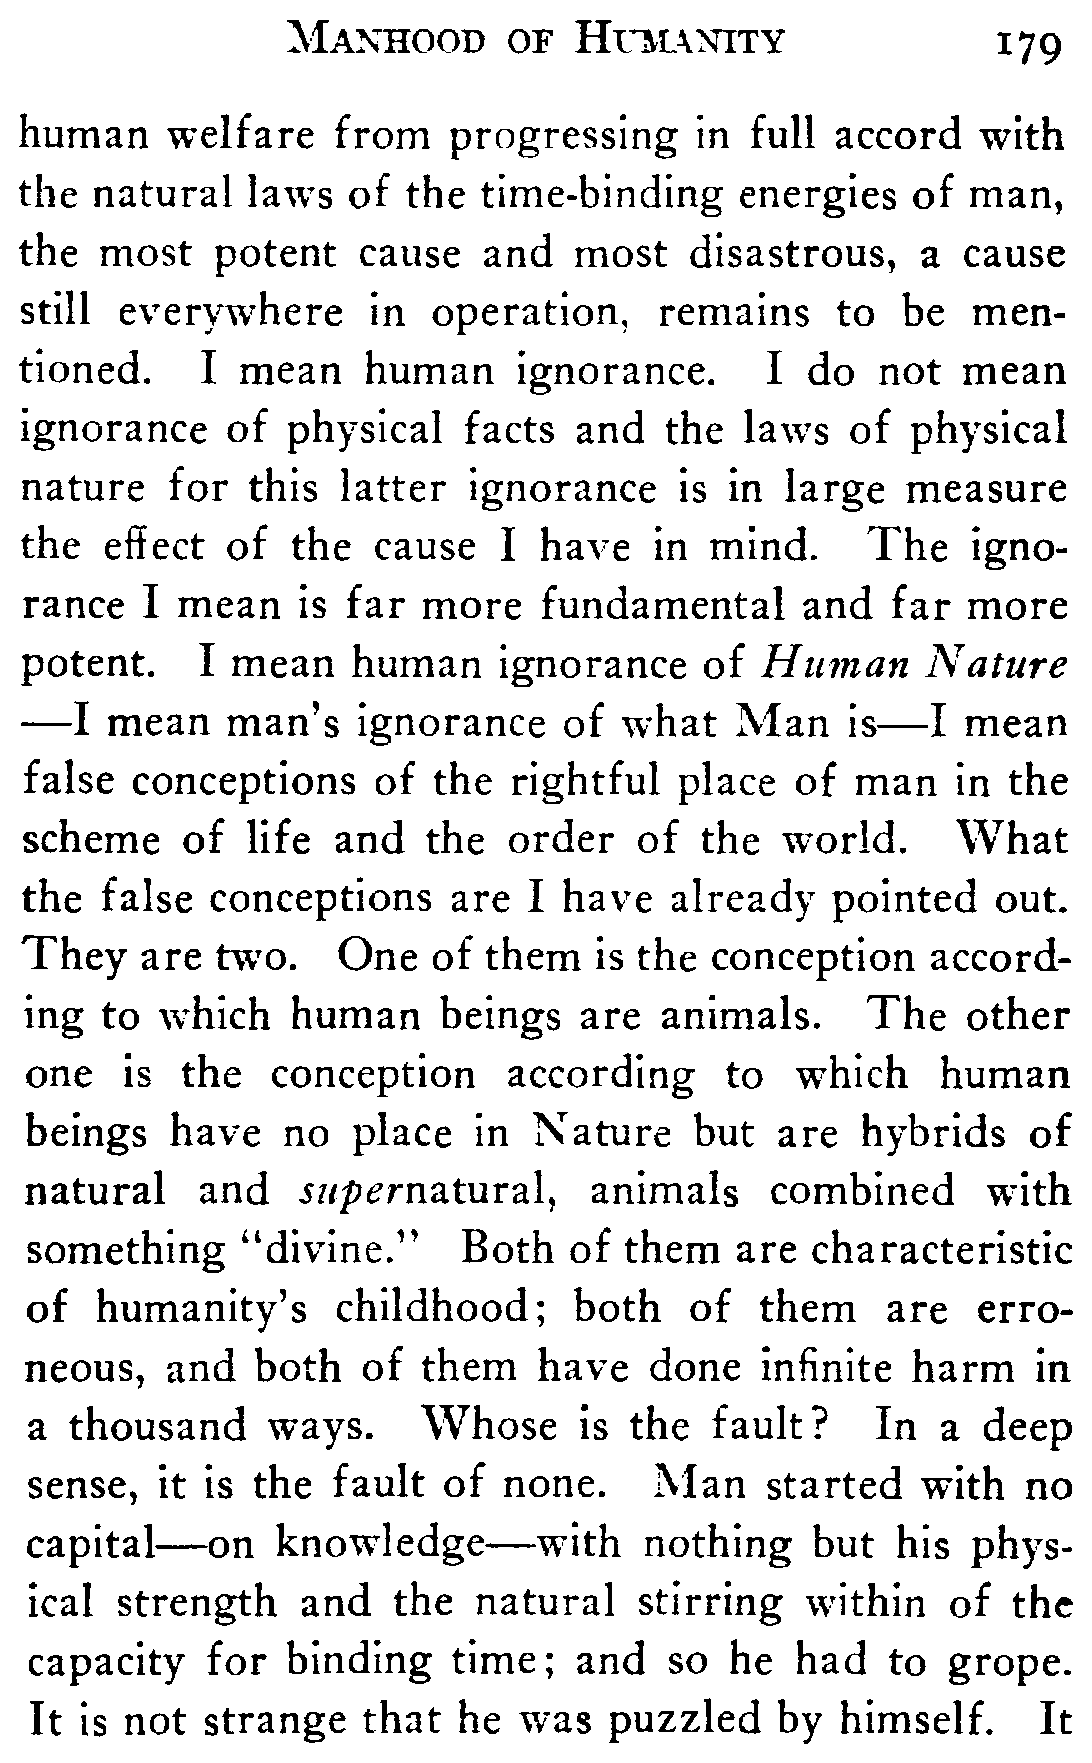 MANHOOD OF HUMANITY 179
human welfare from progressing in full accord with
the natural laws of the time-binding energies of man,
the most potent cause and most disastrous, a cause
still everywhere in operation, remains to be men-
tioned. I mean human ignorance. I do not mean
ignorance of physical facts and the laws of physical
nature for this latter ignorance is in large measure
the effect of the cause I have in mind. The igno-
rance I mean is far more fundamental and far more
potent. I mean human ignorance of Human Nature
—I mean man's ignorance of what Man is—I mean
false conceptions of the rightful place of man in the
scheme of life and the order of the world. What
the false conceptions are I have already pointed out.
They are two. One of them is the conception accord-
ing to which human beings are animals. The other
one is the conception according to which human
beings have no place in Nature but are hybrids of
natural and supernatural, animals combined with
something "divine." Both of them are characteristic
of humanity's childhood; both of them are erro-
neous, and both of them have done infinite harm in
a thousand ways. Whose is the fault? In a deep
sense, it is the fault of none. Man started with no
capital—on knowledge—with nothing but his phys-
ical strength and the natural stirring within of the
capacity for binding time; and so he had to grope.
It is not strange that he was puzzled by himself. It